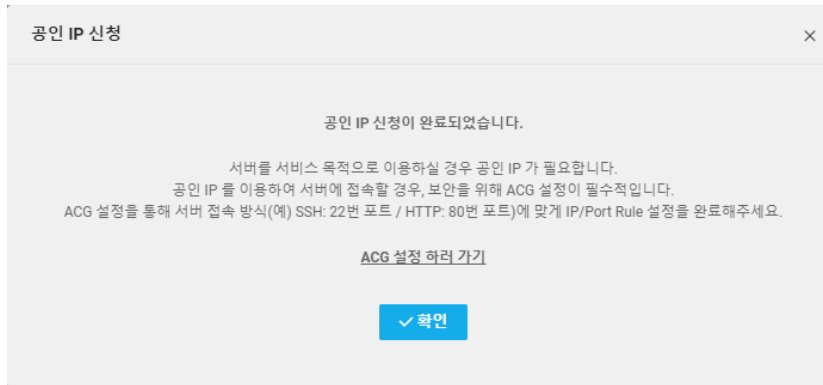 공인 IP 신청
공인 IP 신청이 완료되었습니다.
서버를 서비스 목적으로 이용하실 경우 공인 IP 가 필요합니다.
공인 IP 를 이용하여 서버에 접속할 경우, 보안을 위해 ACG 설정이 필수적입니다.
ACG 설정을 통해 서버 접속 방식(예) SSH: 22번 포트 / HTTP: 80번 포트)에 맞게 IP/Port Rule 설정을 완료해주세요.
ACG 설정 하러 가기
확인